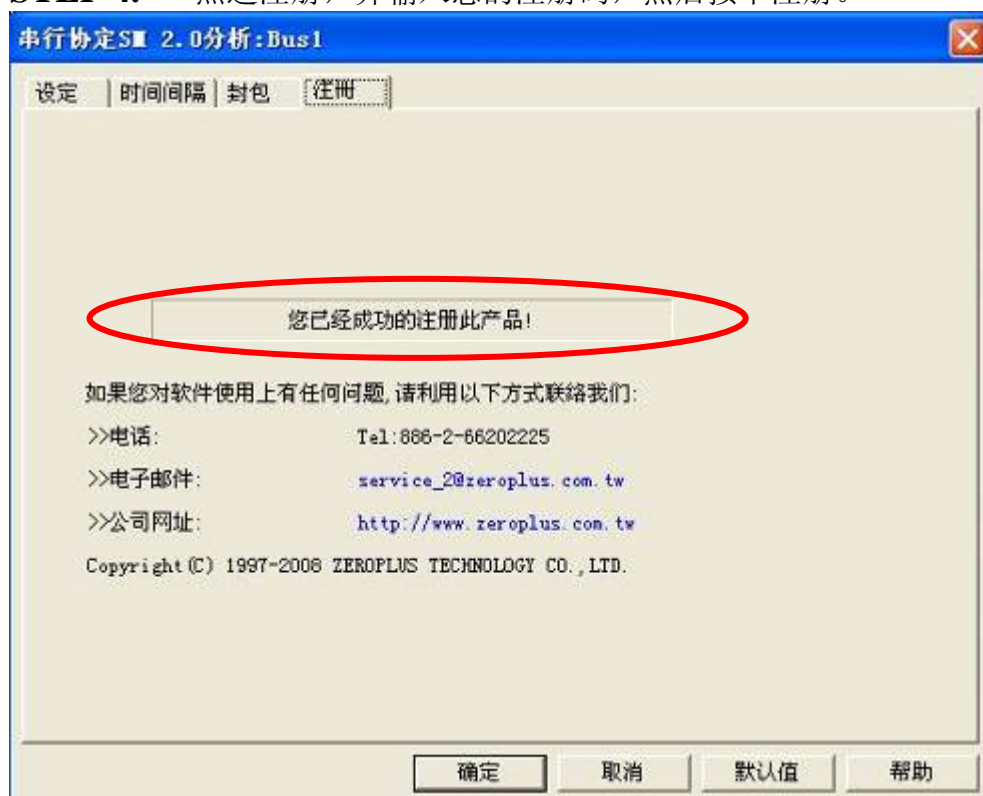 串行协定SM 2.0分析:Bus1
设定 时间间隔 封包 注册
您已经成功的注册此产品!
如果您对软件使用上有任何问题,请利用以下方式联络我们:
>>电话: Tel:886-2-66202225
>>电子邮件: service_2@zeroplus.com.tw
>>公司网址: http://www.zeroplus.com.tw
Copyright(C) 1997-2008 ZEROPLUS TECHNOLOGY CO.,LTD.
确定 取消 默认值 帮助